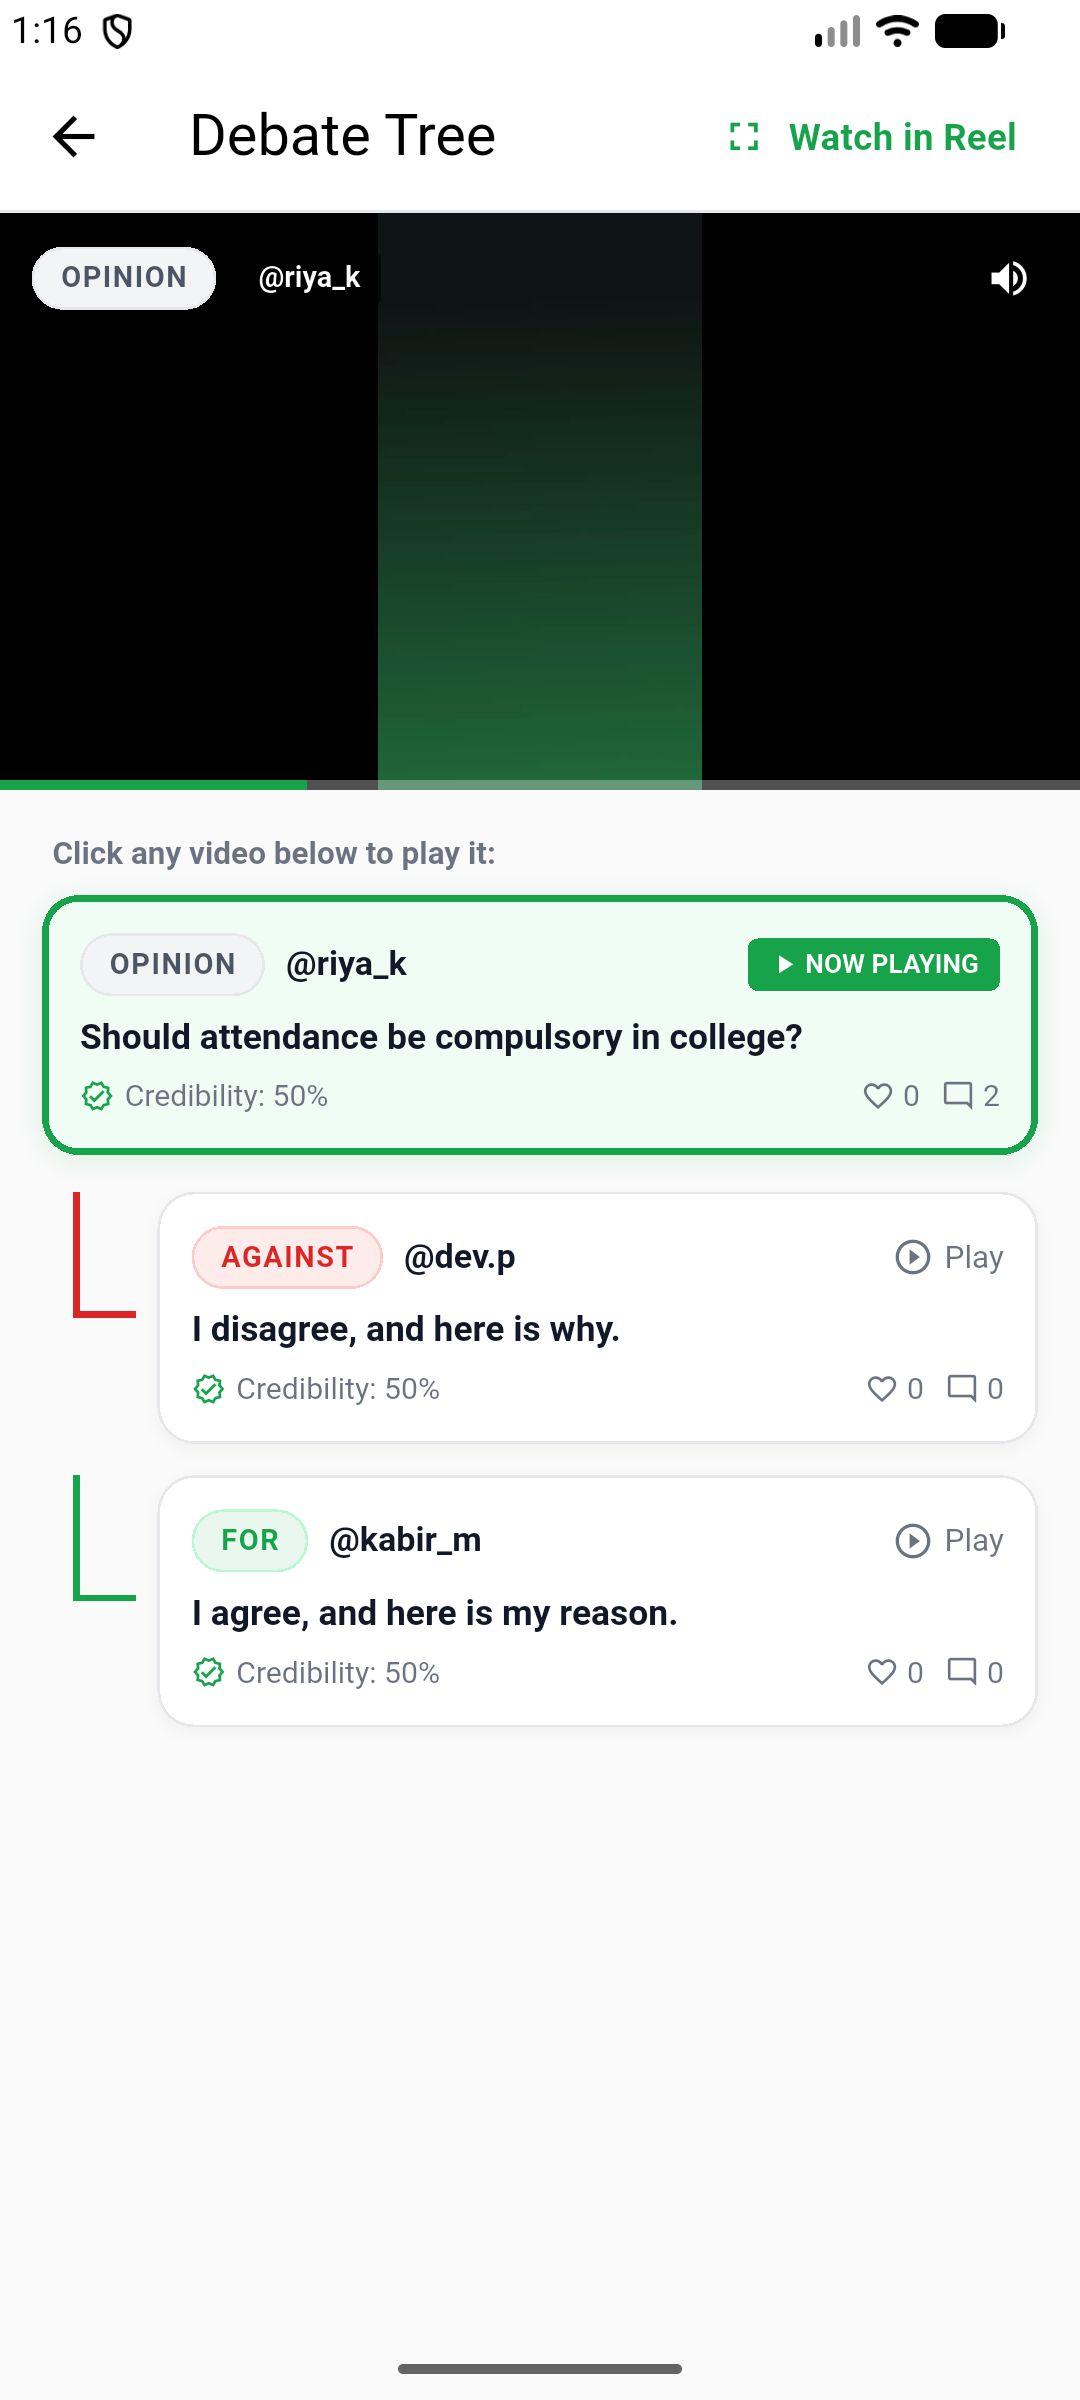 1:16
Debate Tree
Watch in Reel
OPINION @riya_k
Click any video below to play it:
OPINION @riya_k NOW PLAYING
Should attendance be compulsory in college?
Credibility: 50% 0 2
AGAINST @dev.p Play
I disagree, and here is why.
Credibility: 50% 0 0
FOR @kabir_m Play
I agree, and here is my reason.
Credibility: 50% 0 0